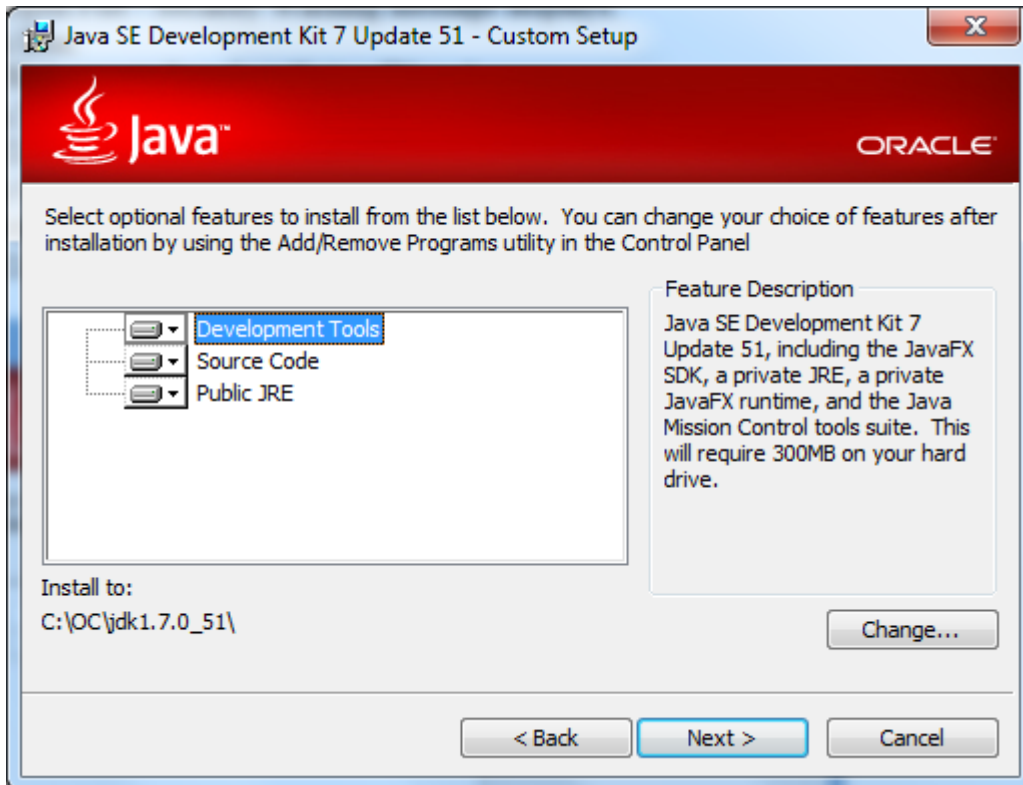 Java SE Development Kit 7 Update 51 - Custom Setup
Java™
ORACLE
Select optional features to install from the list below.  You can change your choice of features after
installation by using the Add/Remove Programs utility in the Control Panel
Development Tools
Source Code
Public JRE
Feature Description
Java SE Development Kit 7
Update 51, including the JavaFX
SDK, a private JRE, a private
JavaFX runtime, and the Java
Mission Control tools suite.  This
will require 300MB on your hard
drive.
Install to:
C:\OC\jdk1.7.0_51\
Change...
< Back
Next >
Cancel